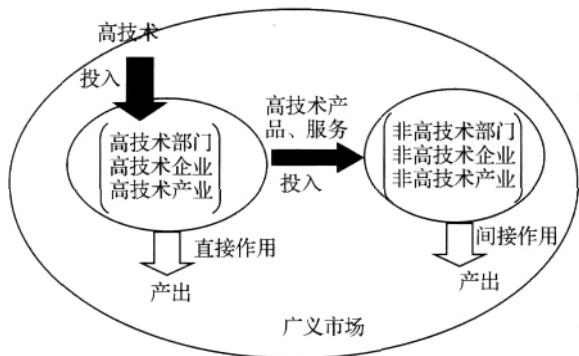 高技术
投入
高技术部门
高技术企业
高技术产业
高技术产
品、服务
投入
非高技术部门
非高技术企业
非高技术产业
直接作用
产出
间接作用
产出
广义市场